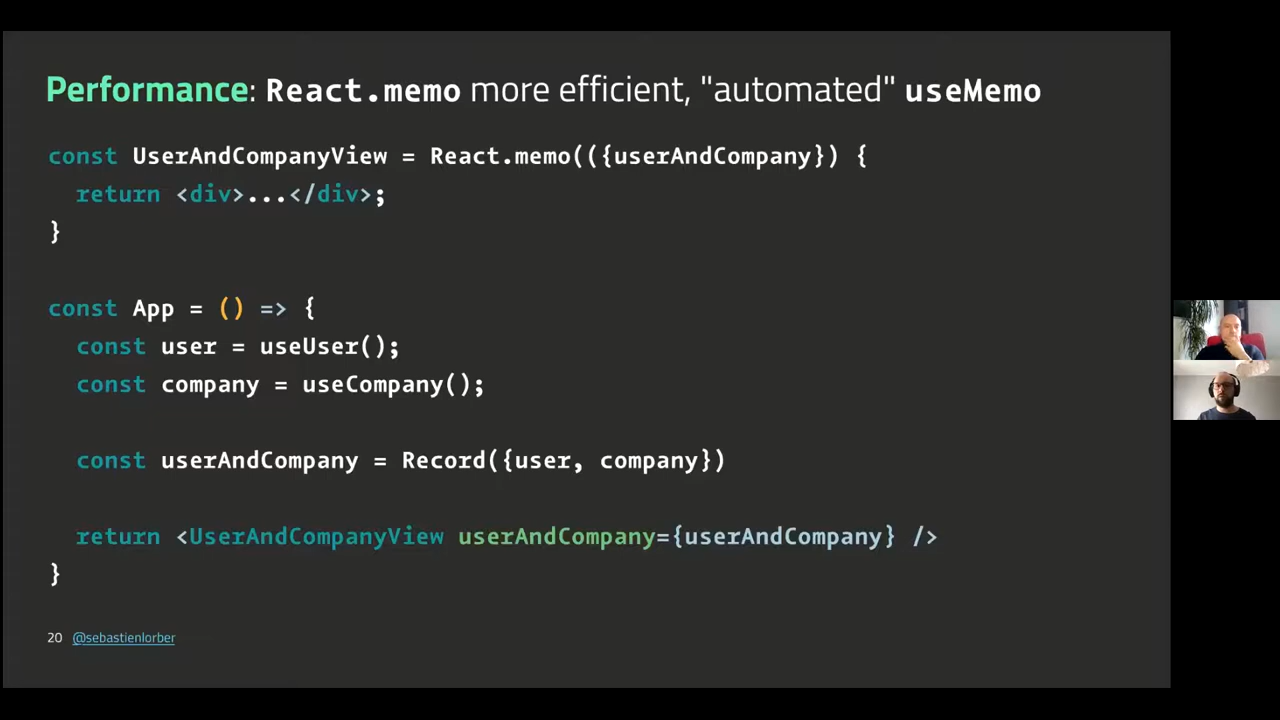 Performance: React.memo more efficient, "automated" useMemo
const UserAndCompanyView = React.memo(({userAndCompany}) {
  return <div>...</div>;
}
const App = () => {
  const user = useUser();
  const company = useCompany();
  const userAndCompany = Record({user, company})
  return <UserAndCompanyView userAndCompany={userAndCompany} />
}
20 @sebastienlorber